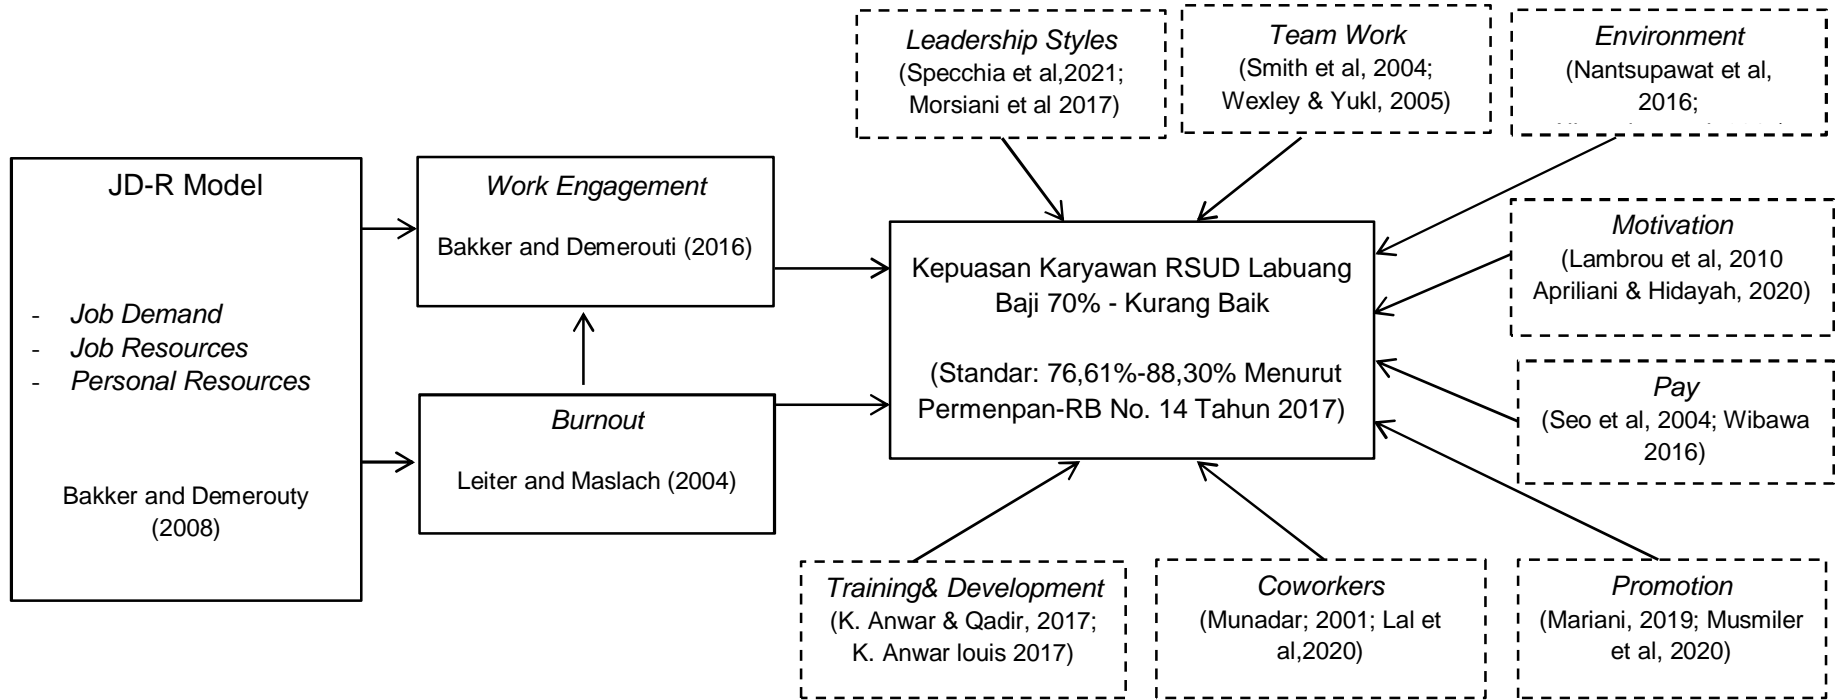 Leadership Styles
(Specchia et al,2021;
Morsiani et al 2017)
Team Work
(Smith et al, 2004;
Wexley & Yukl, 2005)
Environment
(Nantsupawat et al,
2016;
JD-R Model
- Job Demand
- Job Resources
- Personal Resources
Bakker and Demerouty
(2008)
Work Engagement
Bakker and Demerouti (2016)
Burnout
Leiter and Maslach (2004)
Kepuasan Karyawan RSUD Labuang
Baji 70% - Kurang Baik
(Standar: 76,61%-88,30% Menurut
Permenpan-RB No. 14 Tahun 2017)
Motivation
(Lambrou et al, 2010
Apriliani & Hidayah, 2020)
Pay
(Seo et al, 2004; Wibawa
2016)
Training& Development
(K. Anwar & Qadir, 2017;
K. Anwar louis 2017)
Coworkers
(Munadar; 2001; Lal et
al,2020)
Promotion
(Mariani, 2019; Musmiler
et al, 2020)